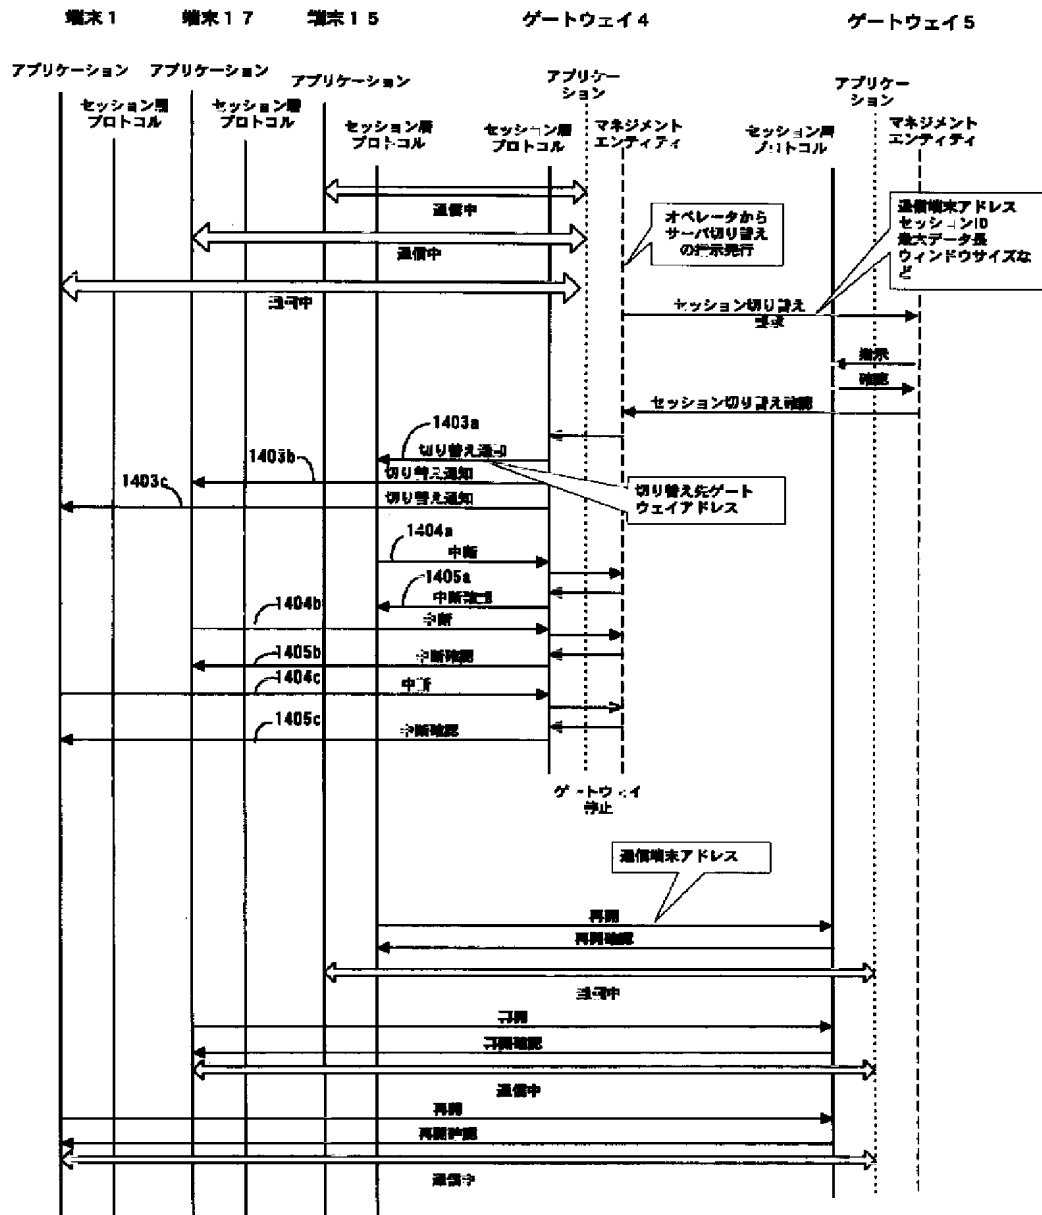 端末1
端末17
端末15
ゲートウェイ4
ゲートウェイ5
アプリケーション
アプリケーション
アプリケーション
アプリケー
ション
アプリケー
ション
セッション層
プロトコル
セッション層
プロトコル
セッション層
プロトコル
セッション層
プロトコル
マネジメント
エンティティ
セッション層
プロトコル
マネジメント
エンティティ
通信中
通信中
通信中
オペレータから
サーバ切り替え
の指示発行
通信端末アドレス
セッションID
最大データ長
ウィンドウサイズな
ど
セッション切り替え
要求
指示
確認
セッション切り替え確認
1403a
切り替え通知
1403b
切り替え通知
1403c
切り替え通知
切り替え先ゲート
ウェイアドレス
1404a
中断
1405a
中断確認
1404b
中断
1405b
中断確認
1404c
中断
1405c
中断確認
ゲートウェイ
停止
通信端末アドレス
再開
再開確認
通信中
再開
再開確認
通信中
再開
再開確認
通信中